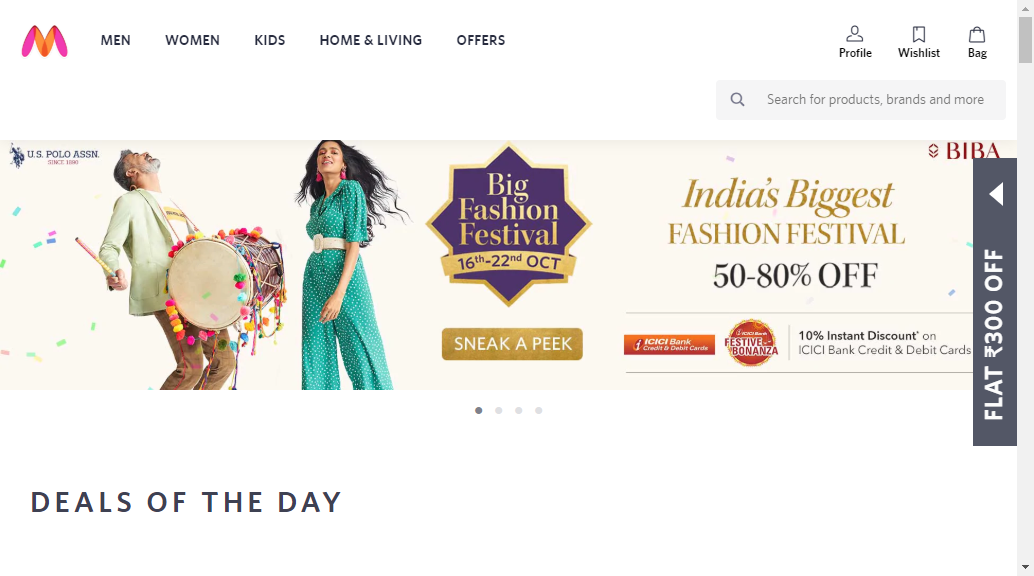 MEN WOMEN KIDS HOME & LIVING OFFERS
Profile Wishlist Bag
Search for products, brands and more
U.S. POLO ASSN.
SINCE 1890
BIBA
Big
Fashion
Festival
16th-22nd OCT
SNEAK A PEEK
India's Biggest
FASHION FESTIVAL
50-80% OFF
ICICI Bank
Credit & Debit Cards
ICICI Bank
FESTIVE
BONANZA
10% Instant Discount* on
ICICI Bank Credit & Debit Cards
FLAT ₹300 OFF
DEALS OF THE DAY